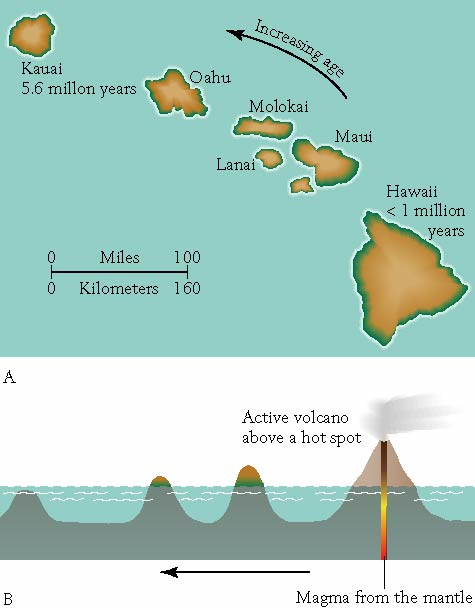 Increasing age
Kauai
5.6 millon years
Oahu
Molokai
Maui
Lanai
Hawaii
< 1 million
years
0 Miles 100
0 Kilometers 160
A
Active volcano
above a hot spot
B
Magma from the mantle